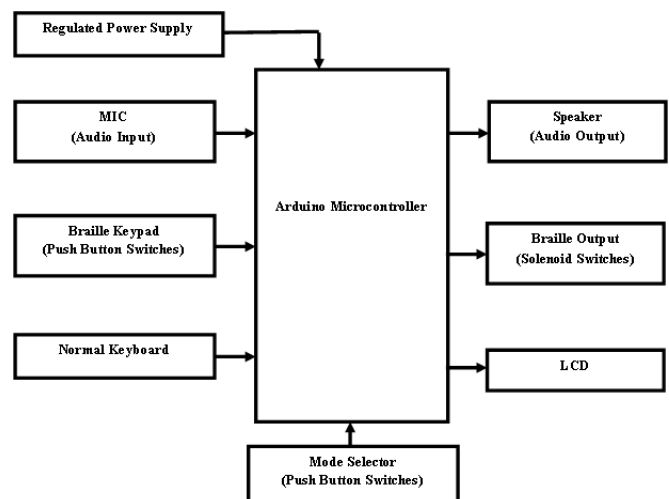 Regulated Power Supply
MIC
(Audio Input)
Braille Keypad
(Push Button Switches)
Normal Keyboard
Arduino Microcontroller
Speaker
(Audio Output)
Braille Output
(Solenoid Switches)
LCD
Mode Selector
(Push Button Switches)